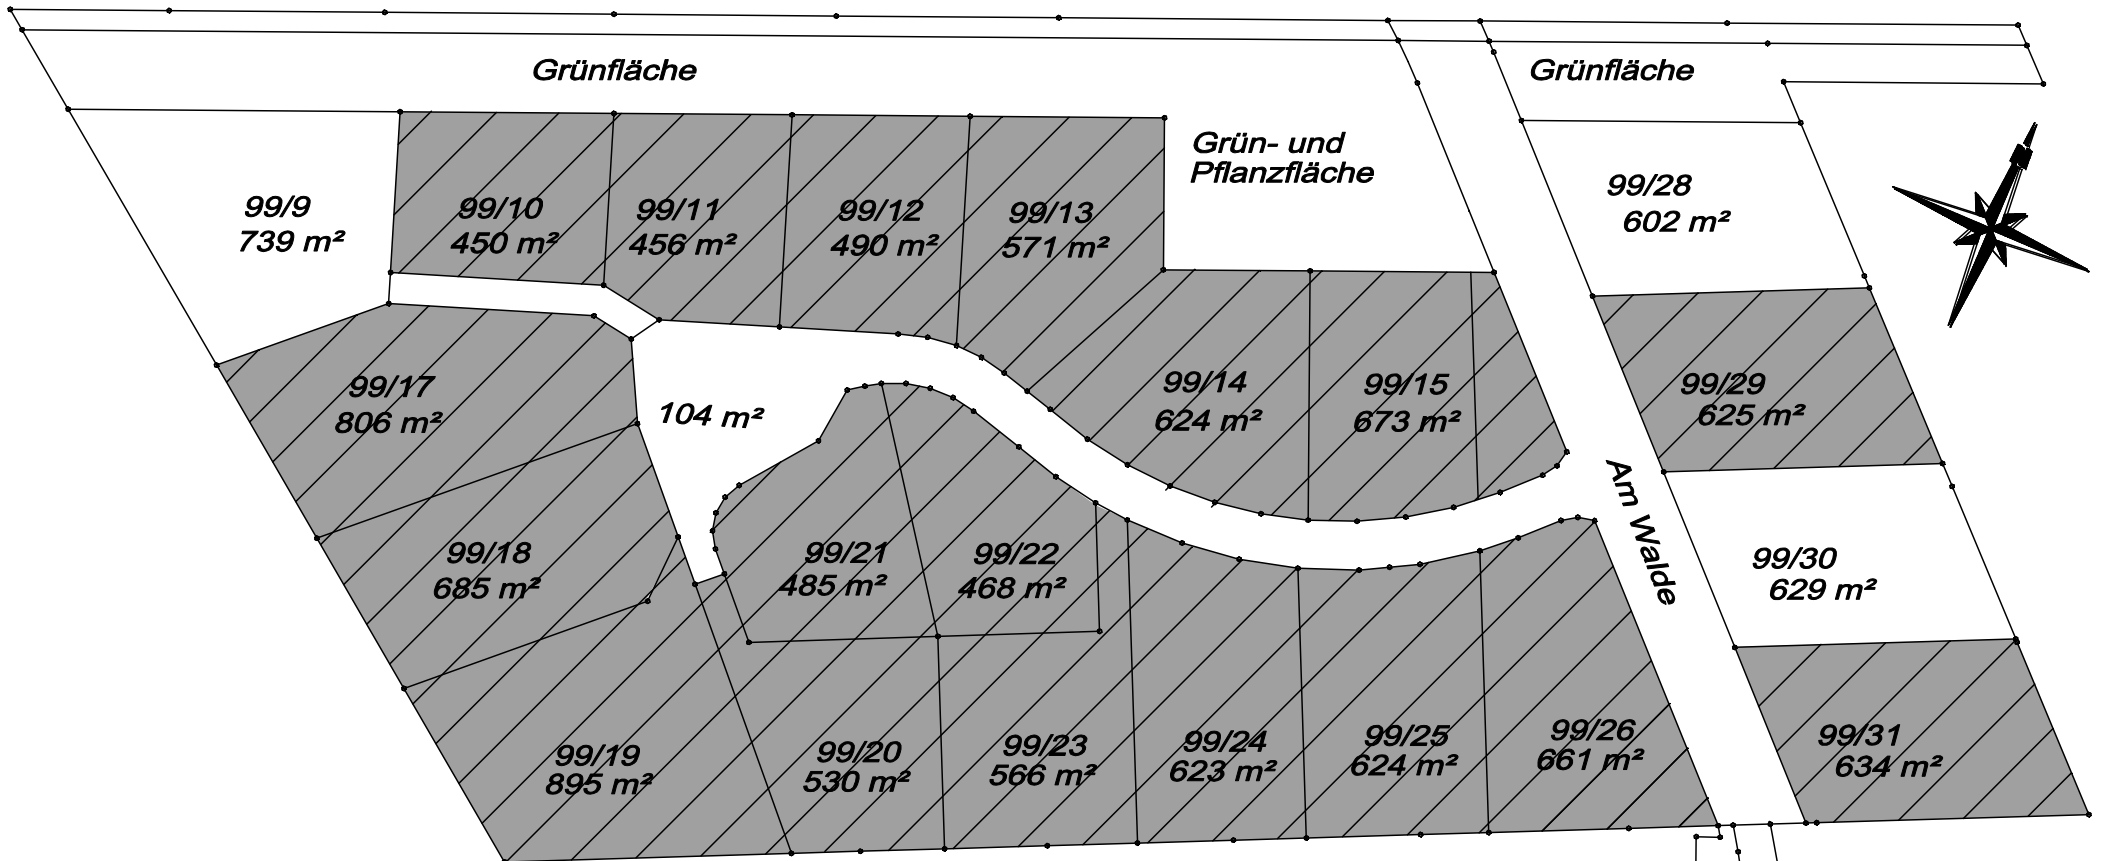 Grünfläche
Grünfläche
Grün- und
Pflanzfläche
99/9
739 m²
99/10
450 m²
99/11
456 m²
99/12
490 m²
99/13
571 m²
99/28
602 m²
99/17
806 m²
104 m²
99/14
624 m²
99/15
673 m²
99/29
625 m²
99/18
685 m²
99/21
485 m²
99/22
468 m²
Am Walde
99/30
629 m²
99/19
895 m²
99/20
530 m²
99/23
566 m²
99/24
623 m²
99/25
624 m²
99/26
661 m²
99/31
634 m²